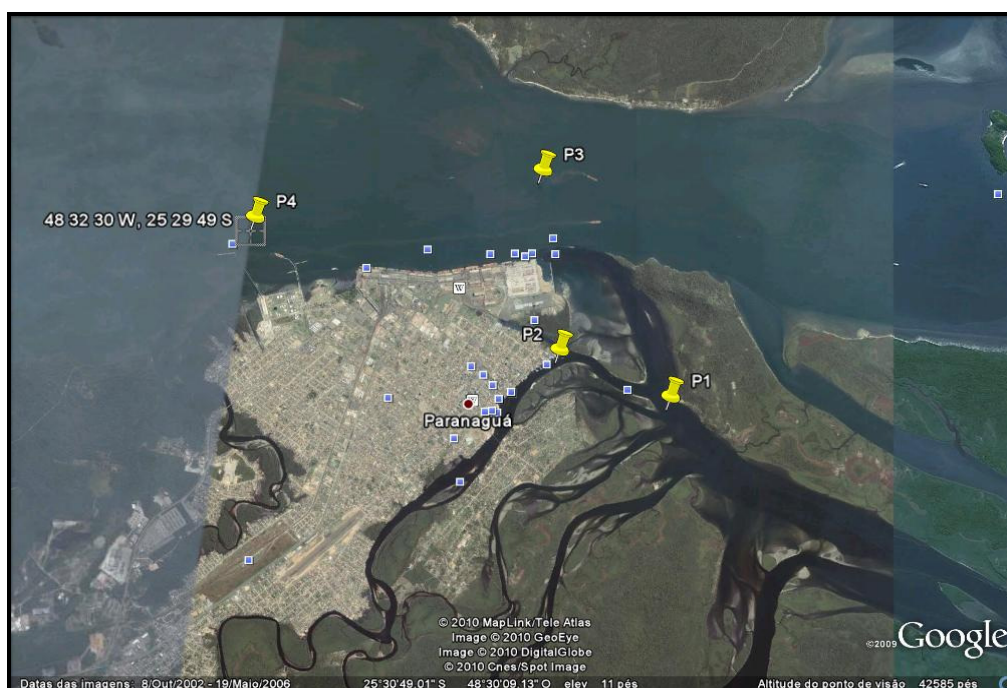 P3
P4
48 32 30 W, 25 29 49 S
W
P2
P1
Paranaguá
© 2010 MapLink/Tele Atlas
Image © 2010 GeoEye
Image © 2010 DigitalGlobe
© 2010 Cnes/Spot Image
©2009 Google
Datas das imagens: 8/Out/2002 - 19/Maio/2006 25°30'49.01" S 48°30'09.13" O elev 11 pés Altitude do ponto de visão 42585 pés